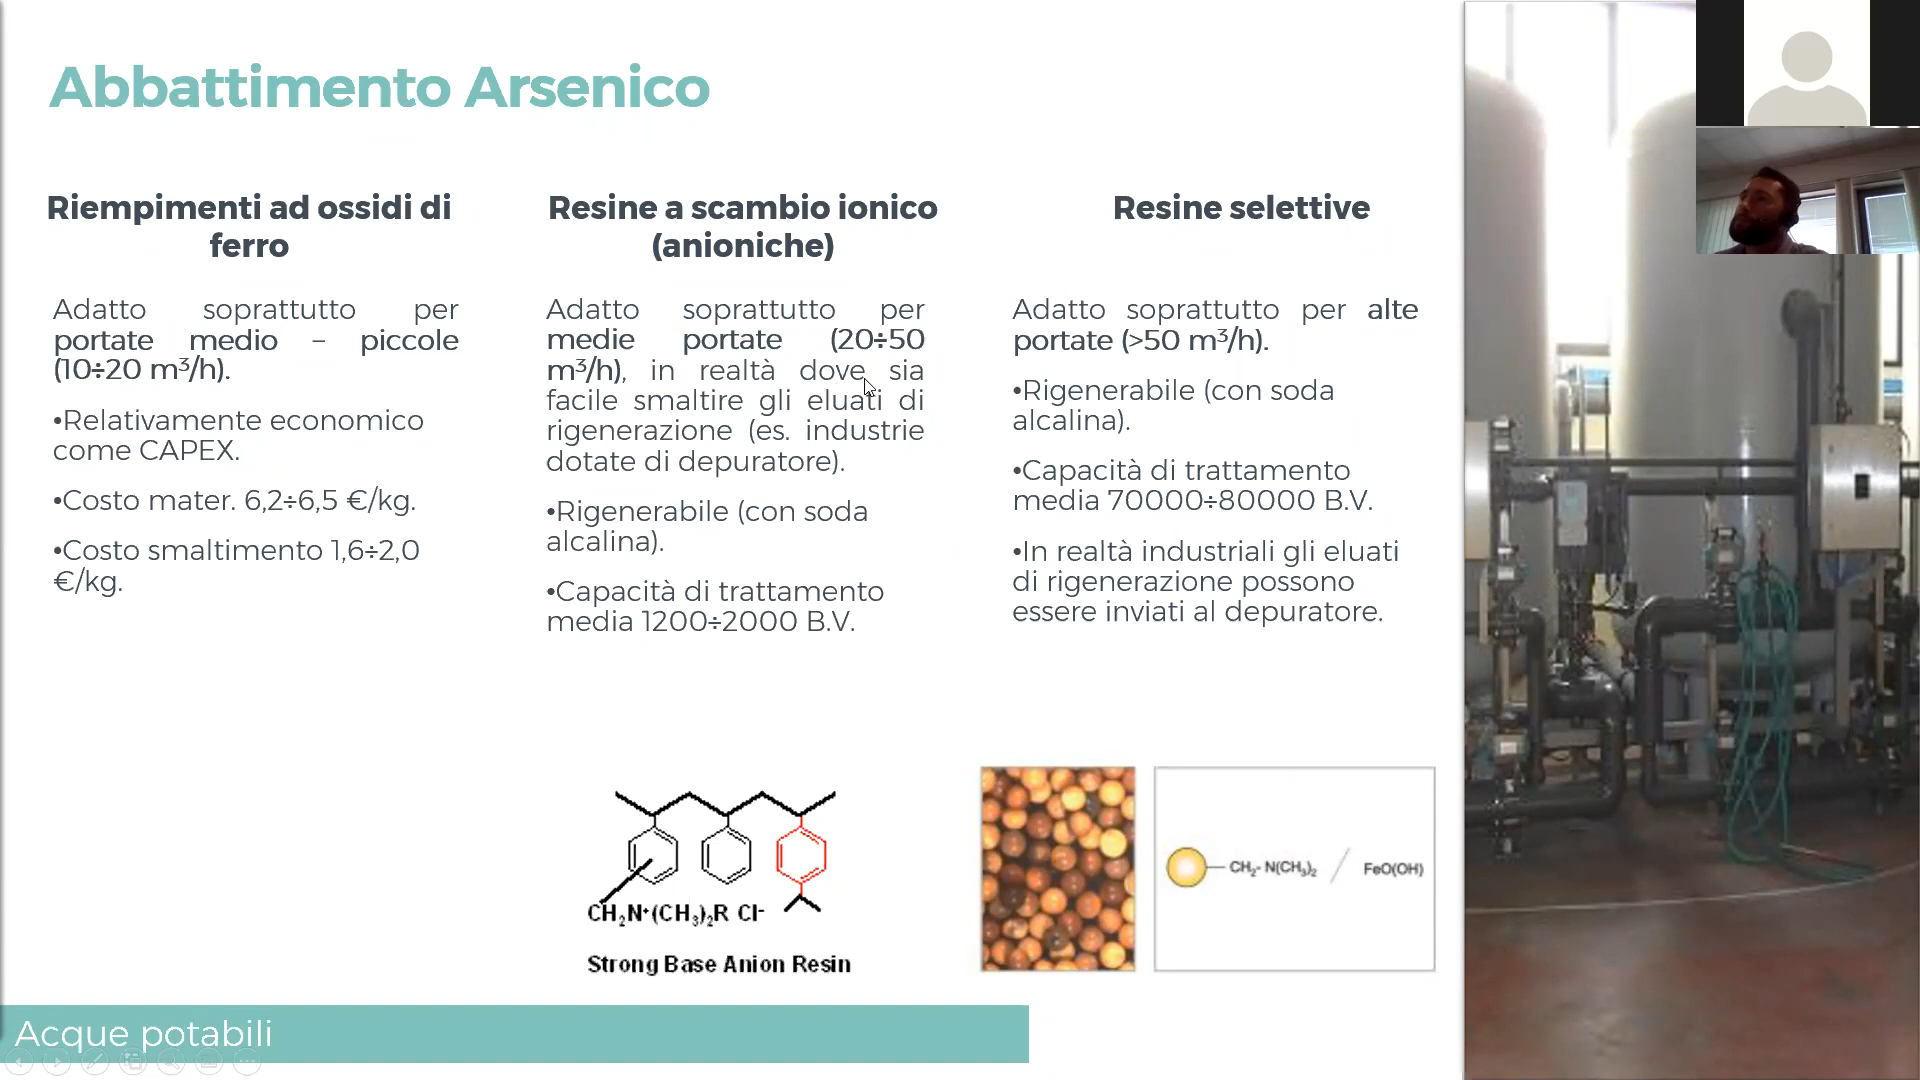 Abbattimento Arsenico
Riempimenti ad ossidi di
ferro
Adatto soprattutto per
portate medio – piccole
(10÷20 m³/h).
•Relativamente economico
come CAPEX.
•Costo mater. 6,2÷6,5 €/kg.
•Costo smaltimento 1,6÷2,0
€/kg.
Resine a scambio ionico
(anioniche)
Adatto soprattutto per
medie portate (20÷50
m³/h), in realtà dove sia
facile smaltire gli eluati di
rigenerazione (es. industrie
dotate di depuratore).
•Rigenerabile (con soda
alcalina).
•Capacità di trattamento
media 1200÷2000 B.V.
CH₂N⁺(CH₃)₂R Cl⁻
Strong Base Anion Resin
Resine selettive
Adatto soprattutto per alte
portate (>50 m³/h).
•Rigenerabile (con soda
alcalina).
•Capacità di trattamento
media 70000÷80000 B.V.
•In realtà industriali gli eluati
di rigenerazione possono
essere inviati al depuratore.
CH₂- N(CH₃)₂ / FeO(OH)
Acque potabili